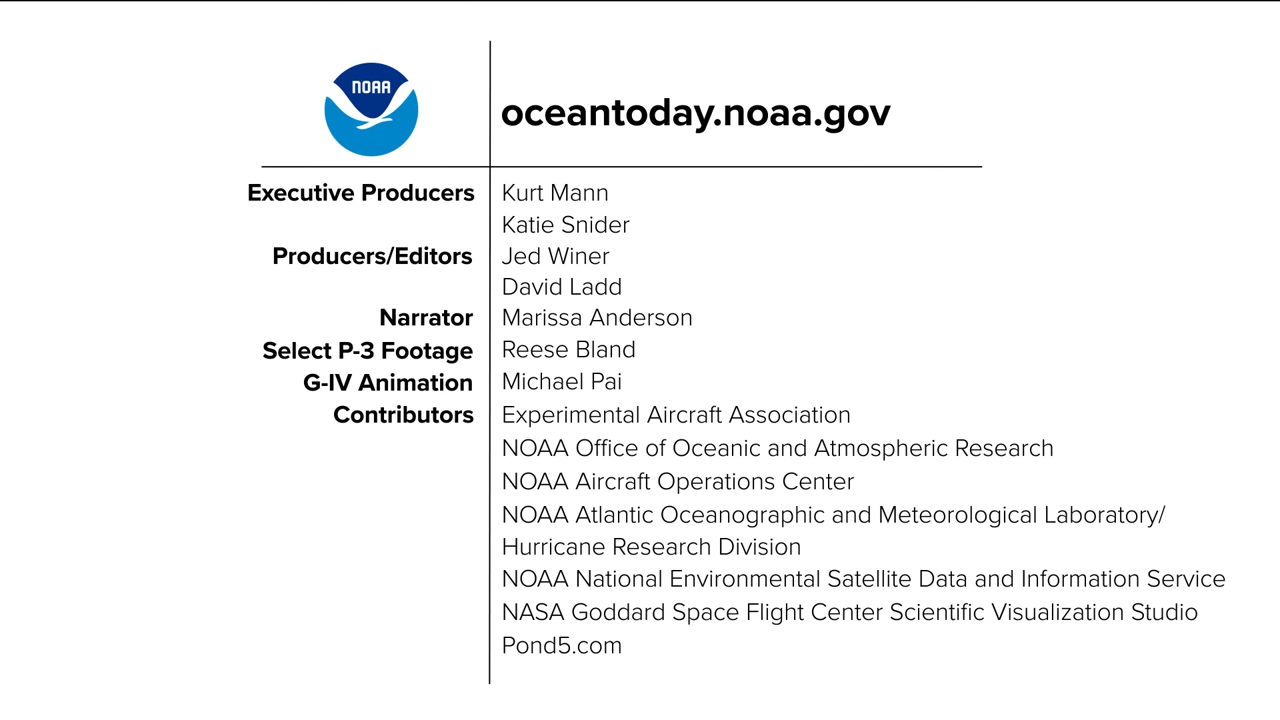 NOAA
oceantoday.noaa.gov
Executive Producers Kurt Mann
Katie Snider
Producers/Editors Jed Winer
David Ladd
Narrator Marissa Anderson
Select P-3 Footage Reese Bland
G-IV Animation Michael Pai
Contributors Experimental Aircraft Association
NOAA Office of Oceanic and Atmospheric Research
NOAA Aircraft Operations Center
NOAA Atlantic Oceanographic and Meteorological Laboratory/
Hurricane Research Division
NOAA National Environmental Satellite Data and Information Service
NASA Goddard Space Flight Center Scientific Visualization Studio
Pond5.com